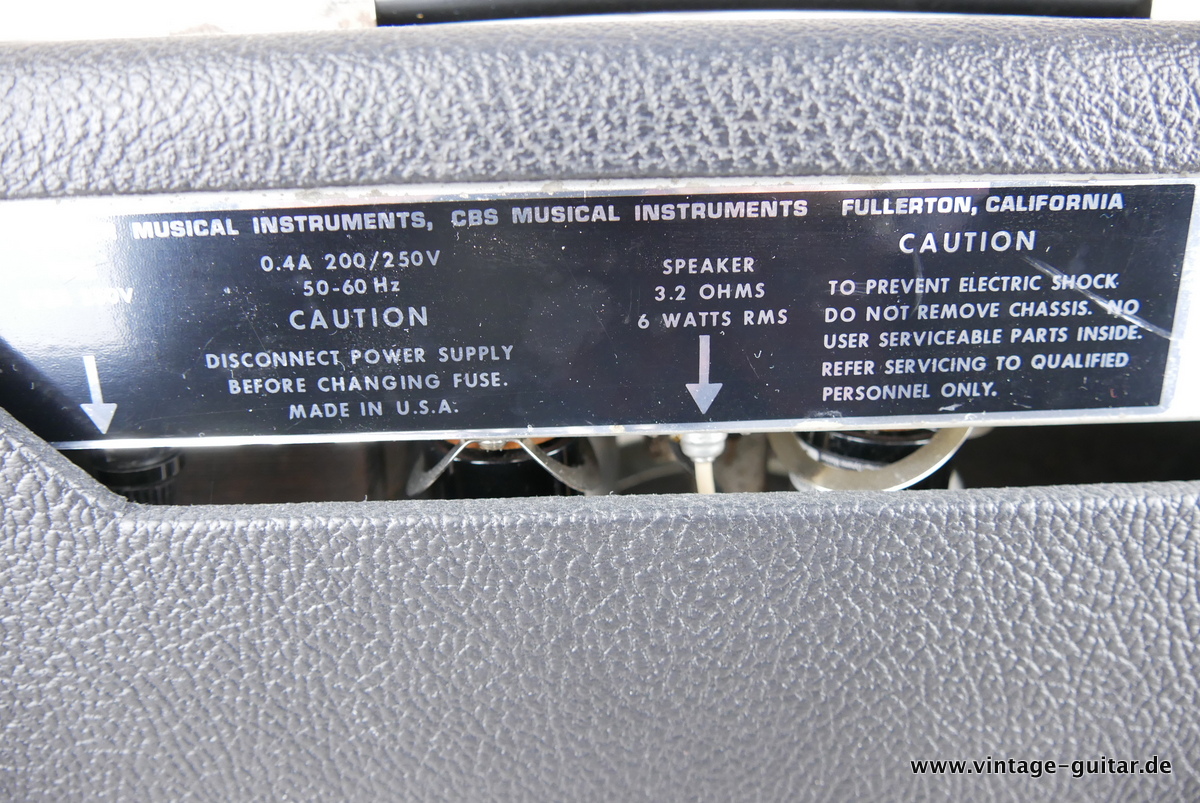 MUSICAL INSTRUMENTS, CBS MUSICAL INSTRUMENTS FULLERTON, CALIFORNIA
0.4A 200/250V
50-60 Hz
CAUTION
DISCONNECT POWER SUPPLY
BEFORE CHANGING FUSE.
MADE IN U.S.A.
SPEAKER
3.2 OHMS
6 WATTS RMS
CAUTION
TO PREVENT ELECTRIC SHOCK
DO NOT REMOVE CHASSIS. NO
USER SERVICEABLE PARTS INSIDE.
REFER SERVICING TO QUALIFIED
PERSONNEL ONLY.
www.vintage-guitar.de